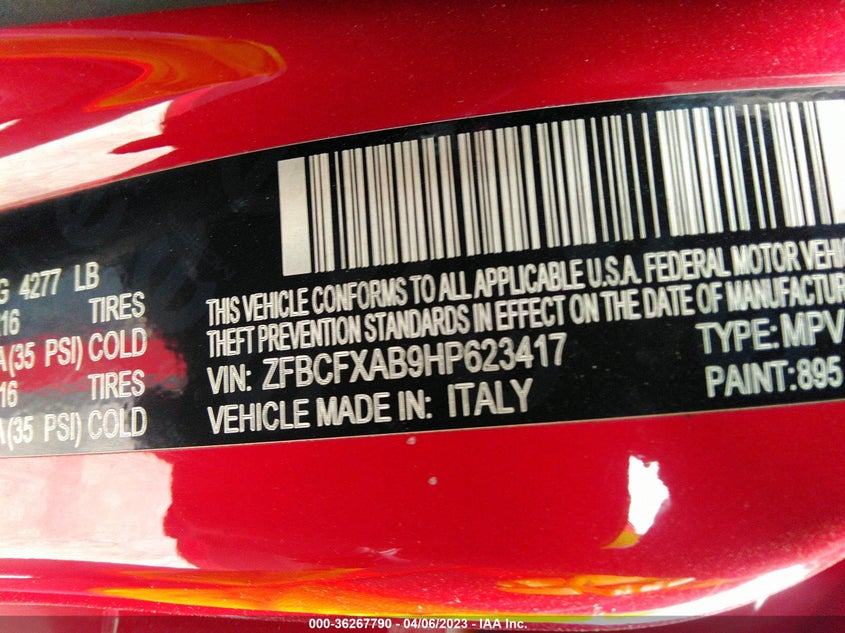 G 4277 LB
16 TIRES
A(35 PSI) COLD
16 TIRES
A(35 PSI) COLD
THIS VEHICLE CONFORMS TO ALL APPLICABLE U.S.A. FEDERAL MOTOR VEHIC
THEFT PREVENTION STANDARDS IN EFFECT ON THE DATE OF MANUFACTUR
VIN: ZFBCFXAB9HP623417 TYPE: MPV
VEHICLE MADE IN: ITALY PAINT: 895
000-36267790 - 04/06/2023 - IAA Inc.